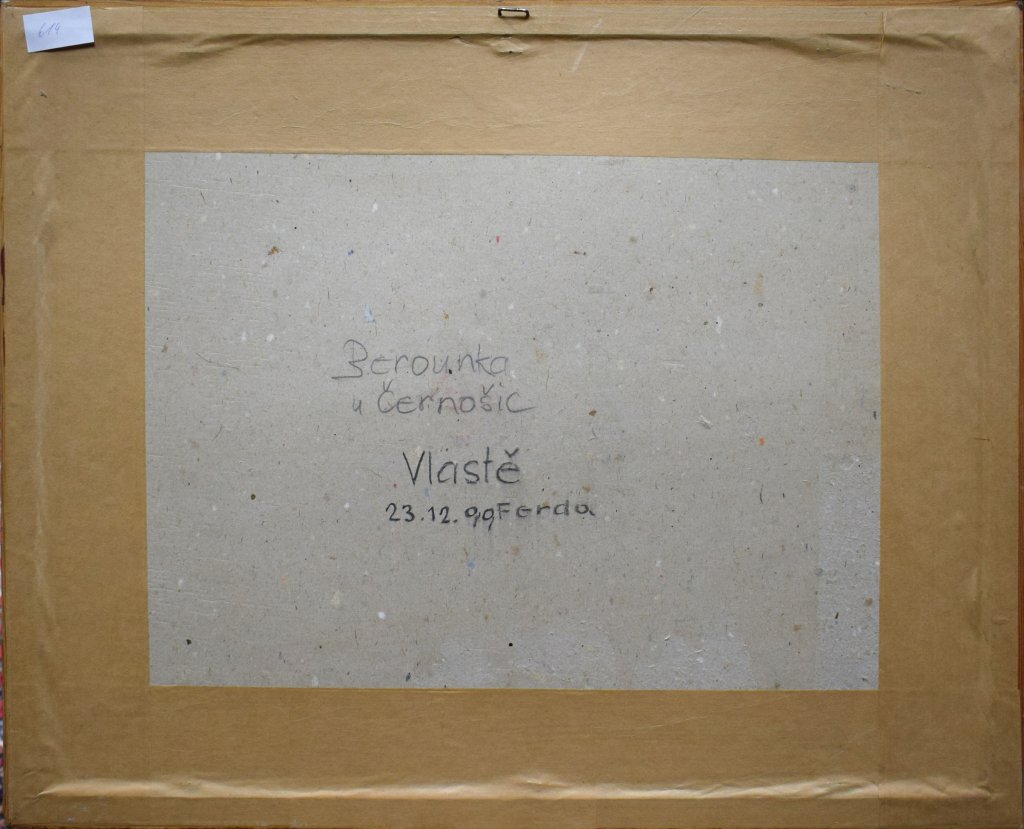 614
Berounka
u Černošic
Vlastě
23.12.99 Ferda